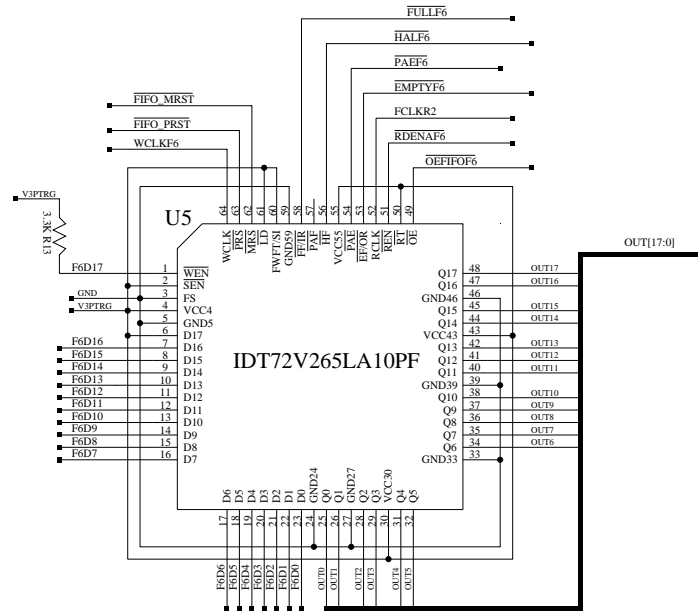 FULLF6
HALF6
PAEF6
EMPTYF6
FIFO_MRST
FCLKR2
FIFO_PRST
RDENAF6
WCLKF6
OEFIFOF6
V3PTRG
3.3K R13
U5
64 63 62 61 60 59 58 57 56 55 54 53 52 51 50 49
WCLK PRS MRS LD FWFT/SI GND59 FF/IR PAF HF VCC55 PAE EF/OR RCLK REN RT OE
OUT[17:0]
F6D17 1 WEN Q17 48 OUT17
2 SEN Q16 47 OUT16
GND 3 FS GND46 46
V3PTRG 4 VCC4 Q15 45 OUT15
5 GND5 Q14 44 OUT14
6 D17 VCC43 43
F6D16 7 D16 Q13 42 OUT13
F6D15 8 D15 Q12 41 OUT12
F6D14 9 D14 Q11 40 OUT11
F6D13 10 D13 GND39 39
F6D12 11 D12 Q10 38 OUT10
F6D11 12 D11 Q9 37 OUT9
F6D10 13 D10 Q8 36 OUT8
F6D9 14 D9 Q7 35 OUT7
F6D8 15 D8 Q6 34 OUT6
F6D7 16 D7 GND33 33
IDT72V265LA10PF
D6 D5 D4 D3 D2 D1 D0 GND24 Q0 Q1 GND27 Q2 Q3 VCC30 Q4 Q5
17 18 19 20 21 22 23 24 25 26 27 28 29 30 31 32
F6D6 F6D5 F6D4 F6D3 F6D2 F6D1 F6D0 OUT0 OUT1 OUT2 OUT3 OUT4 OUT5